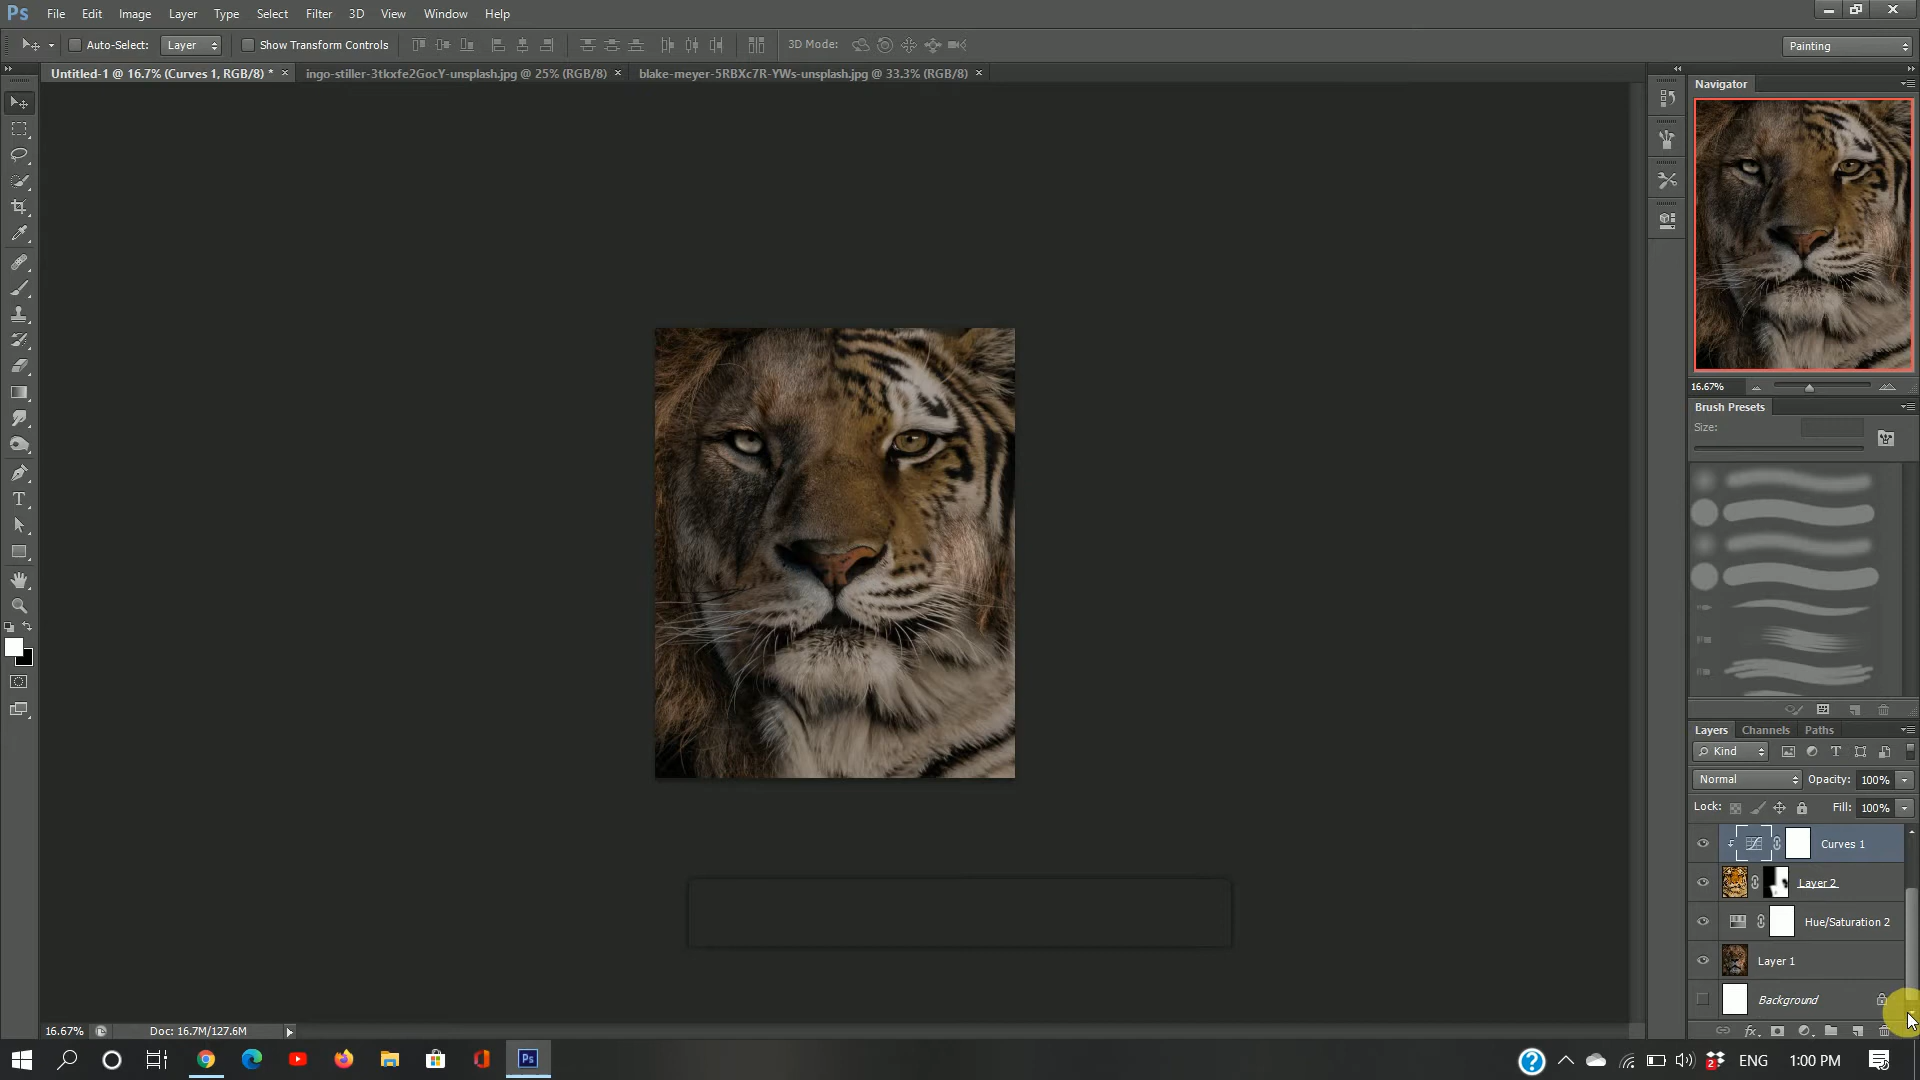 Ps File Edit Image Layer Type Select Filter 3D View Window Help
Auto-Select: Layer Show Transform Controls 3D Mode: Painting
Untitled-1 @ 16.7% (Curves 1, RGB/8) * × ingo-stiller-3tkxfe2GocY-unsplash.jpg @ 25% (RGB/8) × blake-meyer-5RBXc7R-YWs-unsplash.jpg @ 33.3% (RGB/8) ×
Navigator
16.67%
Brush Presets
Size:
T
Layers Channels Paths
Kind T
Normal Opacity: 100%
Lock: Fill: 100%
Curves 1
Layer 2
Hue/Saturation 2
Layer 1
Background
fx
16.67% Doc: 16.7M/127.6M
Ps ? 2 ENG 1:00 PM